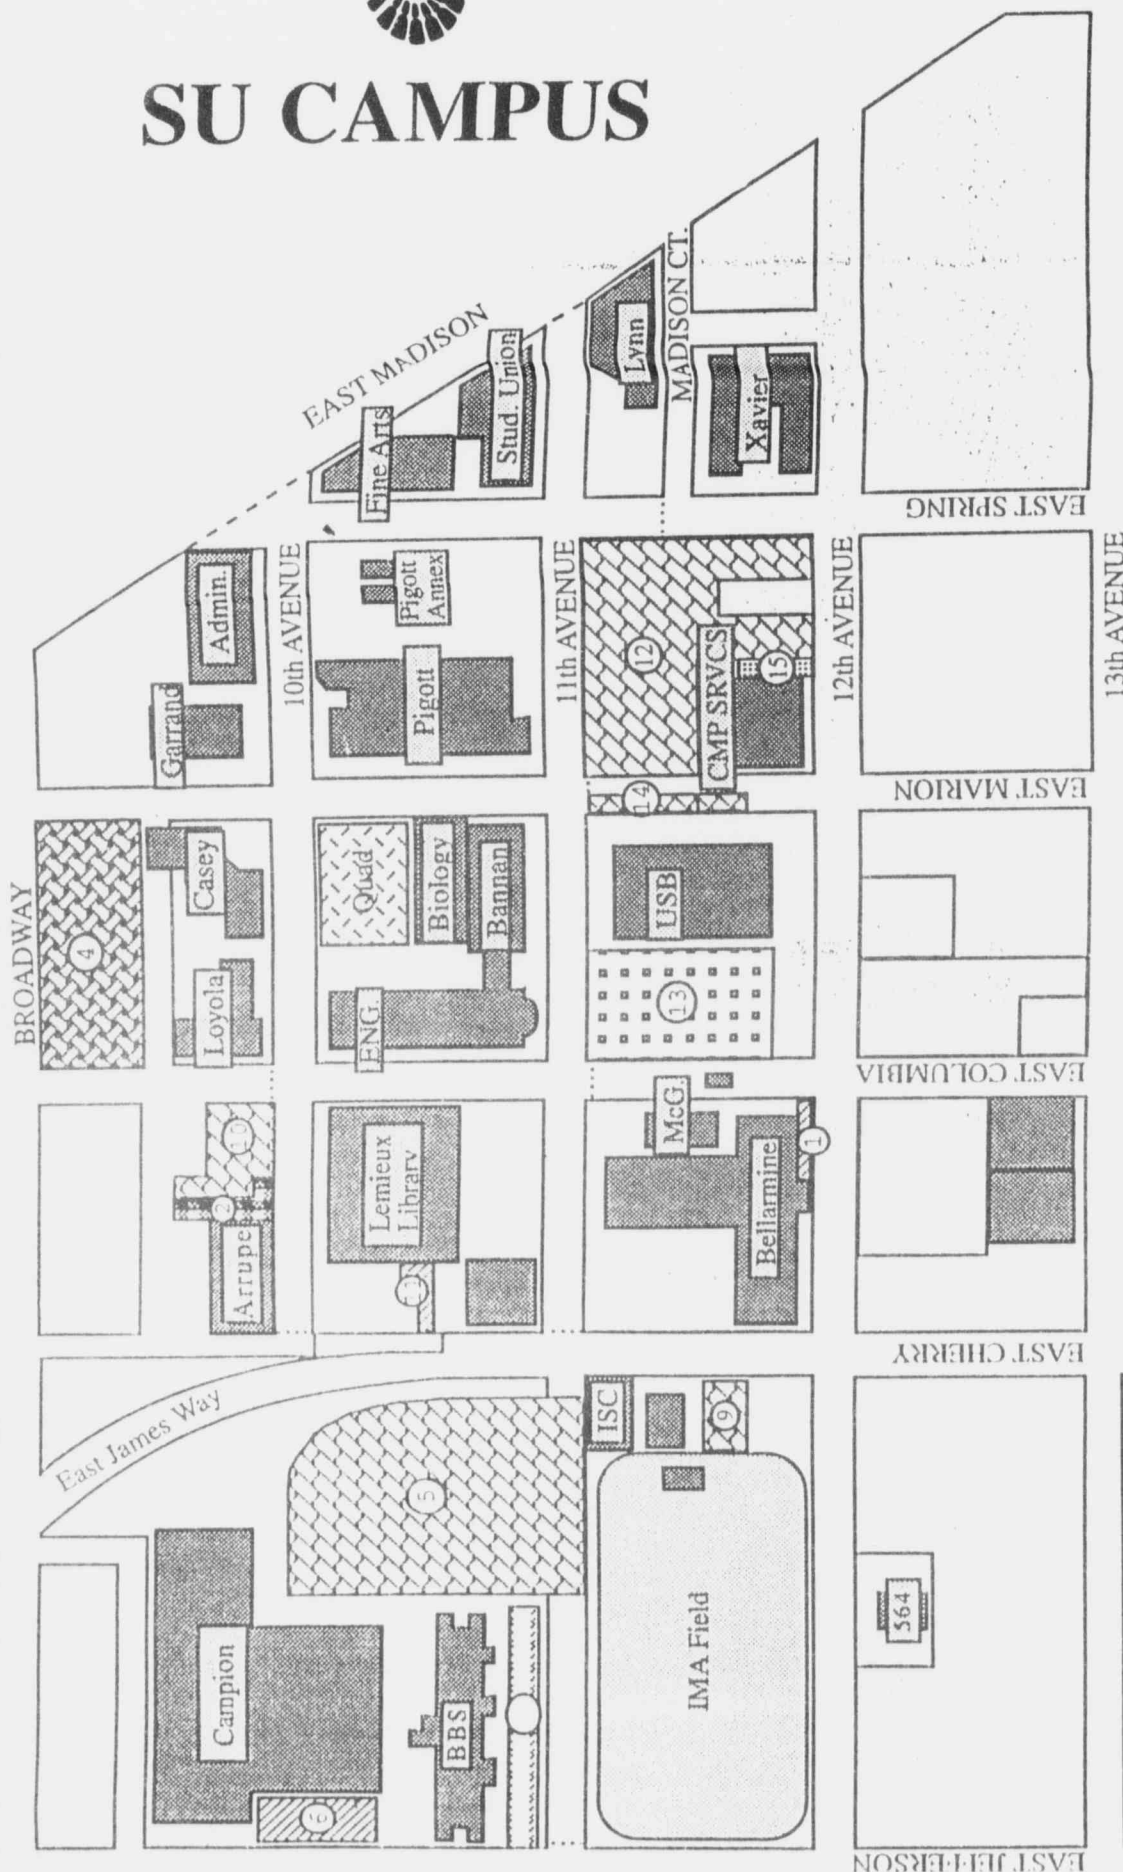 SU CAMPUS
EAST MADISON
MADISON CT.
Fine Arts
Stud. Union
Lynn
Xavier
EAST SPRING
Admin.
Garrand
10th AVENUE
Pigott
Annex
Pigott
11th AVENUE
12
CMP SRVCS
15
12th AVENUE
13th AVENUE
EAST MARION
14
BROADWAY
4
Casey
Loyola
Quad
Biology
Bannan
ENG.
USB
13
EAST COLUMBIA
10
2
Arrupe
Lemieux
Library
11
McG.
Bellarmine
1
EAST CHERRY
East James Way
ISC
9
5
Campion
6
BBS
IMA Field
564
EAST JEFFERSON